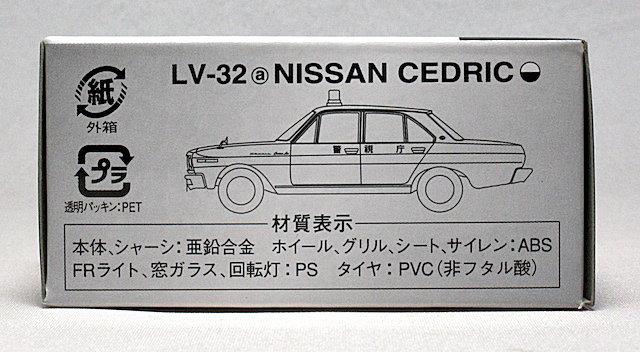 LV-32 ⓐ NISSAN CEDRIC
紙
外箱
プラ
透明パッキン:PET
警視庁
材質表示
本体、シャーシ:亜鉛合金 ホイール、グリル、シート、サイレン:ABS
FRライト、窓ガラス、回転灯:PS タイヤ:PVC(非フタル酸)